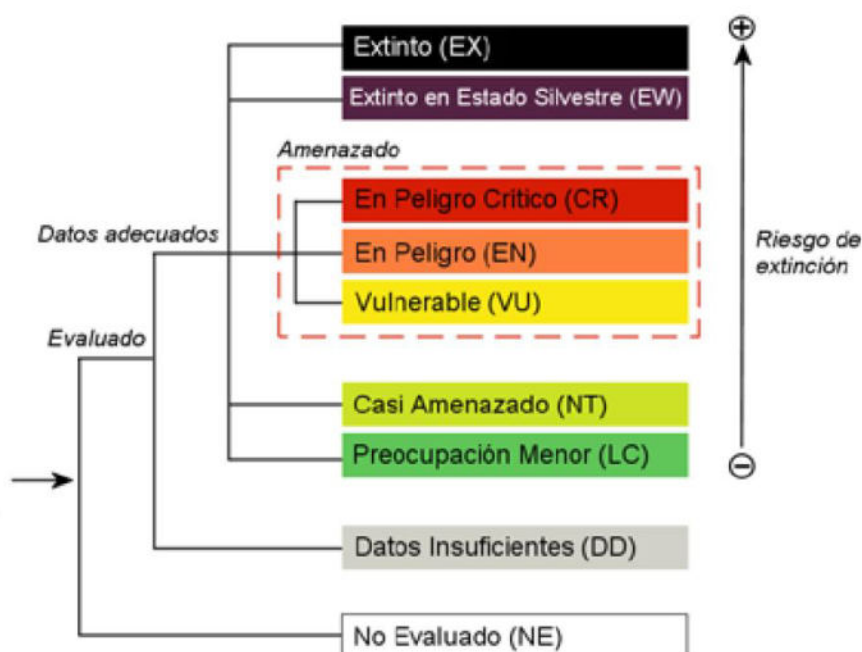 Extinto (EX)
Extinto en Estado Silvestre (EW)
Amenazado
En Peligro Critico (CR)
Datos adecuados
En Peligro (EN)
Riesgo de
extinción
Vulnerable (VU)
Evaluado
Casi Amenazado (NT)
Preocupación Menor (LC)
Datos Insuficientes (DD)
No Evaluado (NE)